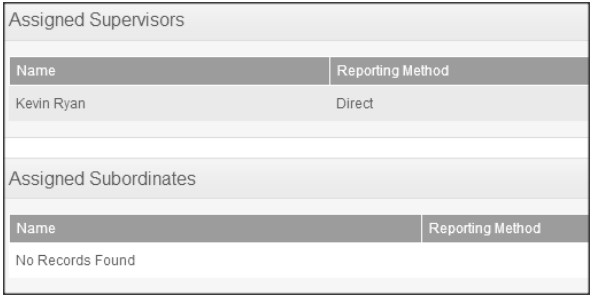 Assigned Supervisors
Name Reporting Method
Kevin Ryan Direct
Assigned Subordinates
Name Reporting Method
No Records Found